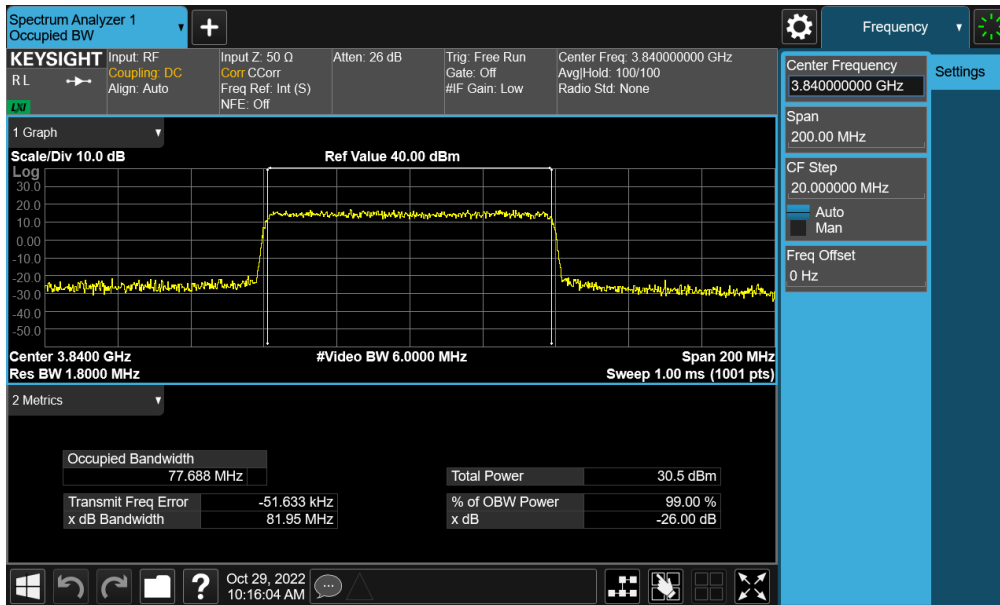 Spectrum Analyzer 1
Occupied BW
Frequency
KEYSIGHT
R L
LXI
Input: RF
Coupling: DC
Align: Auto
Input Z: 50 Ω
Corr CCorr
Freq Ref: Int (S)
NFE: Off
Atten: 26 dB
Trig: Free Run
Gate: Off
#IF Gain: Low
Center Freq: 3.840000000 GHz
Avg|Hold: 100/100
Radio Std: None
Center Frequency
3.840000000 GHz
Settings
Span
200.00 MHz
CF Step
20.000000 MHz
Auto
Man
Freq Offset
0 Hz
1 Graph
Scale/Div 10.0 dB
Ref Value 40.00 dBm
Log
30.0
20.0
10.0
0.00
-10.0
-20.0
-30.0
-40.0
-50.0
Center 3.8400 GHz
#Video BW 6.0000 MHz
Span 200 MHz
Res BW 1.8000 MHz
Sweep 1.00 ms (1001 pts)
2 Metrics
Occupied Bandwidth
77.688 MHz
Total Power 30.5 dBm
Transmit Freq Error -51.633 kHz
% of OBW Power 99.00 %
x dB Bandwidth 81.95 MHz
x dB -26.00 dB
?
Oct 29, 2022
10:16:04 AM